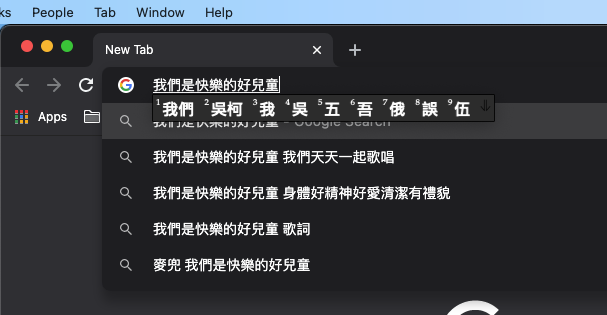 ks People Tab Window Help
New Tab
我們是快樂的好兒童
Apps
1我們 2吳柯 3我 4吳 5五 6吾 7俄 8誤 9伍
我們是快樂的好兒童 - Google Search
我們是快樂的好兒童 我們天天一起歌唱
我們是快樂的好兒童 身體好精神好愛清潔有禮貌
我們是快樂的好兒童 歌詞
麥兜 我們是快樂的好兒童